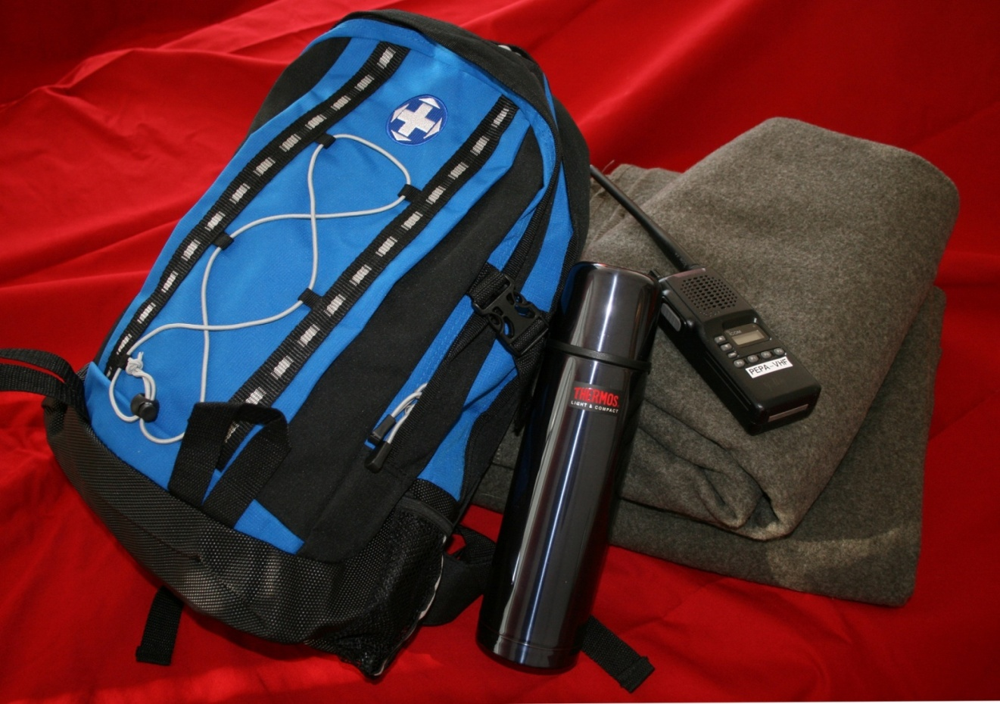 THERMOS.
LIGHT & COMPACT
ICOM
PEPA-VHF